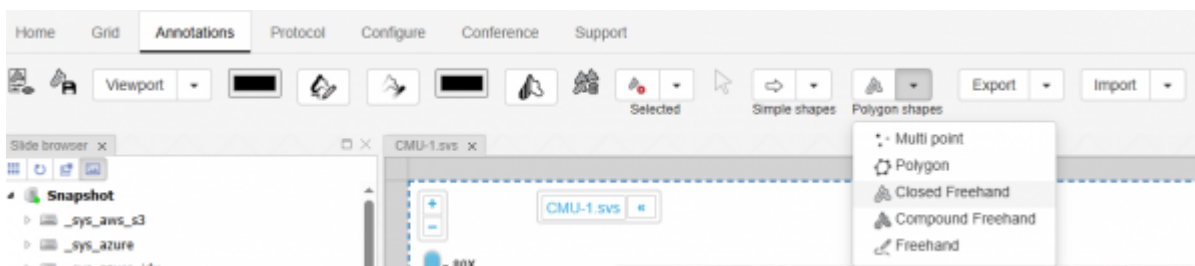 Home Grid Annotations Protocol Configure Conference Support
Viewport Export Import
Selected Simple shapes Polygon shapes
Slide browser x CMU-1.svs x
Multi point
Polygon
Snapshot Closed Freehand
+ CMU-1.svs «
_sys_aws_s3 Compound Freehand
_sys_azure Freehand